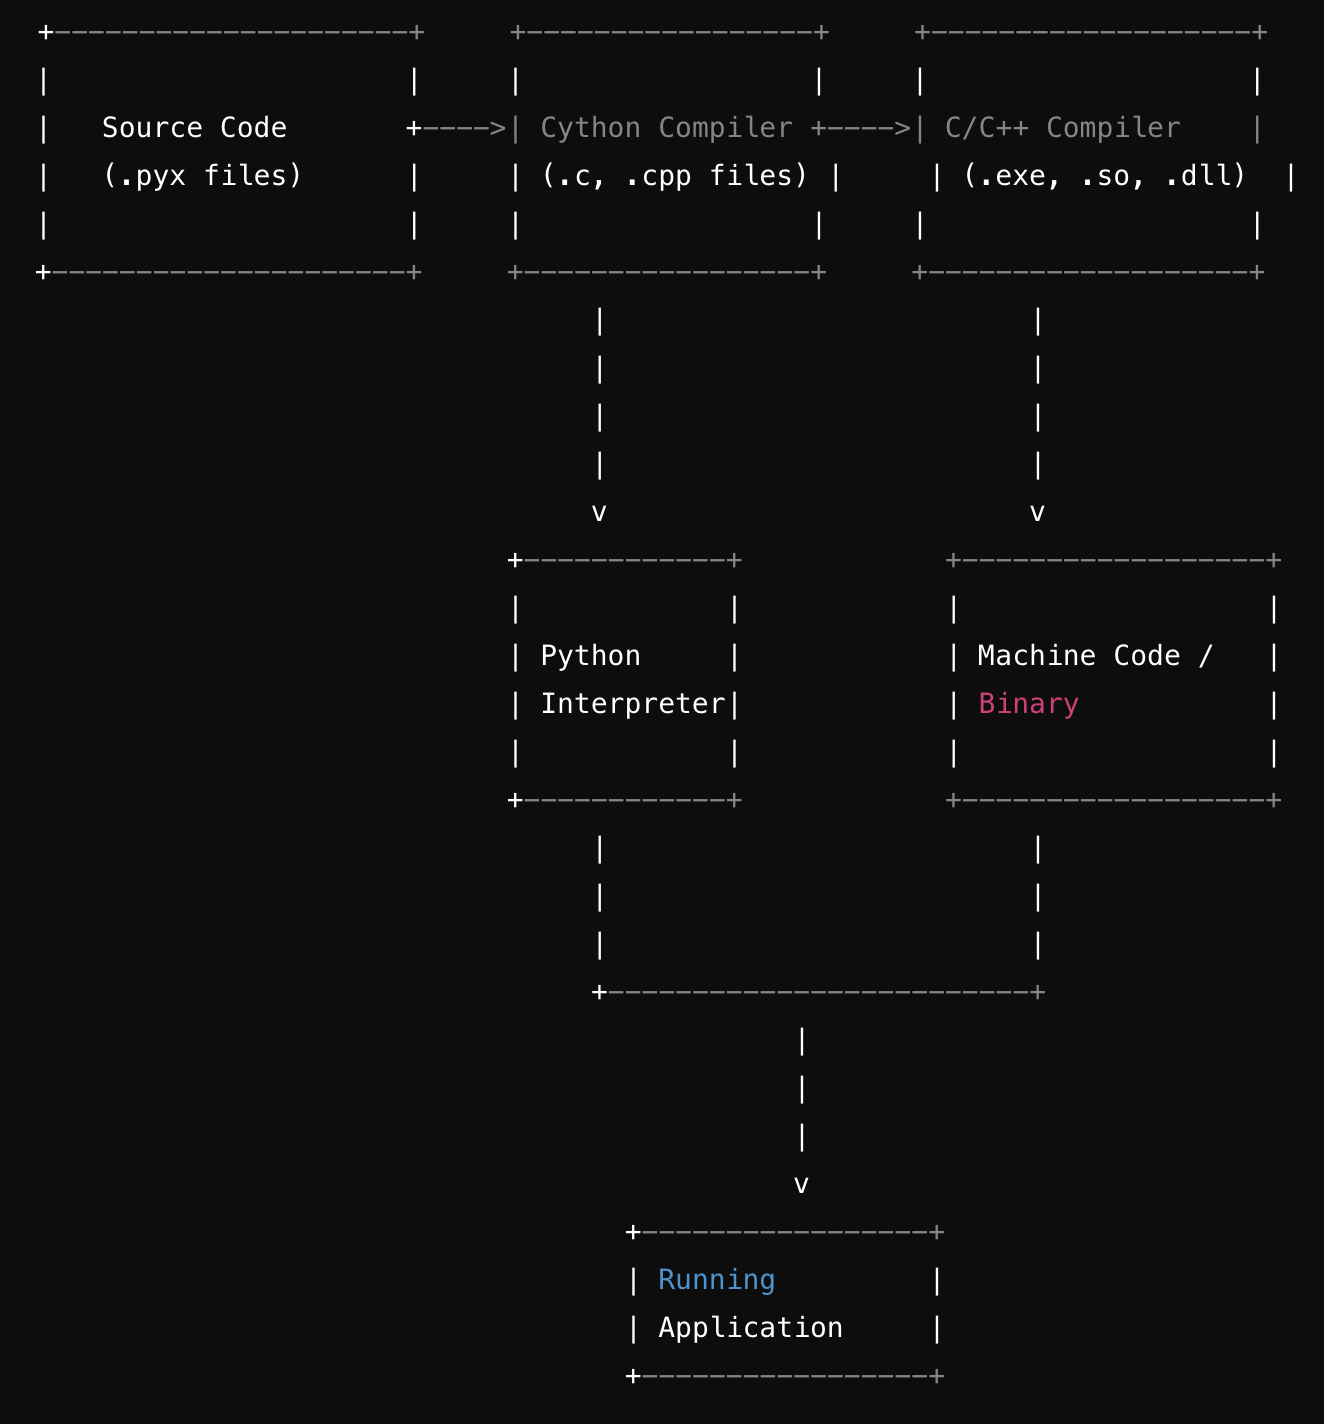 +---------------------+     +-----------------+     +-------------------+
|                     |     |                 |     |                   |
|   Source Code       +---->| Cython Compiler +---->| C/C++ Compiler    |
|   (.pyx files)      |     | (.c, .cpp files) |     | (.exe, .so, .dll)  |
|                     |     |                 |     |                   |
+---------------------+     +-----------------+     +-------------------+
                                 |                         |
                                 |                         |
                                 |                         |
                                 |                         |
                                 v                         v
                            +------------+            +------------------+
                            |            |            |                  |
                            | Python     |            | Machine Code /   |
                            | Interpreter|            | Binary           |
                            |            |            |                  |
                            +------------+            +------------------+
                                 |                         |
                                 |                         |
                                 |                         |
                                 +-------------------------+
                                             |
                                             |
                                             |
                                             v
                                   +-----------------+
                                   | Running         |
                                   | Application     |
                                   +-----------------+